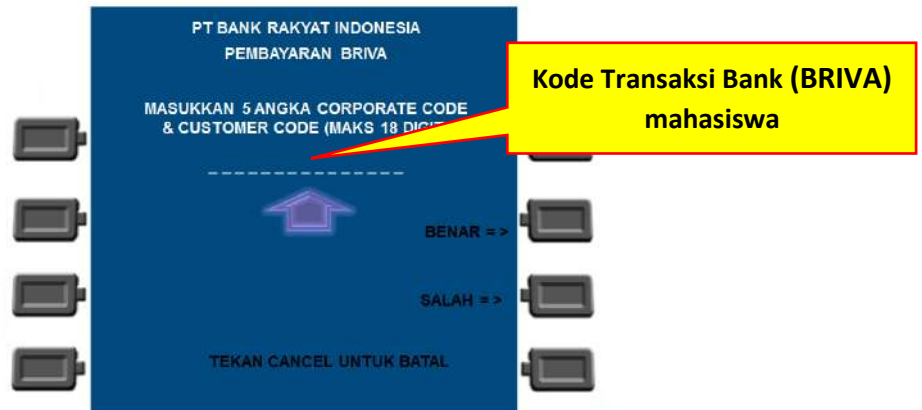 PT BANK RAKYAT INDONESIA
PEMBAYARAN BRIVA
Kode Transaksi Bank (BRIVA)
mahasiswa
MASUKKAN 5 ANGKA CORPORATE CODE
& CUSTOMER CODE (MAKS 18 DIGIT
_ _ _ _ _ _ _ _ _ _ _ _ _ _ _
BENAR = >
SALAH = >
TEKAN CANCEL UNTUK BATAL